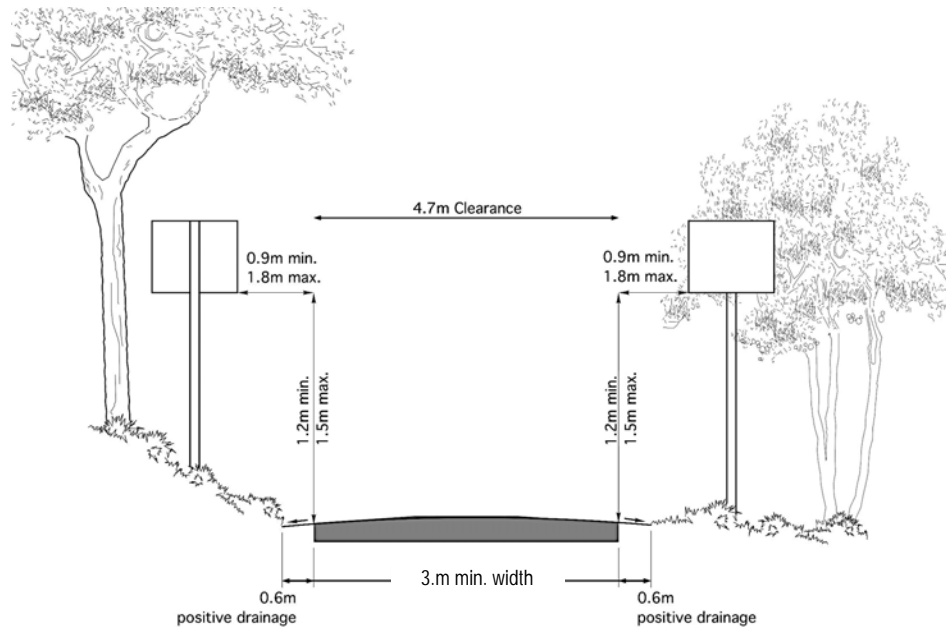 4.7m Clearance
0.9m min.
1.8m max.
0.9m min.
1.8m max.
1.2m min.
1.5m max.
1.2m min.
1.5m max.
3.m min. width
0.6m
positive drainage
0.6m
positive drainage